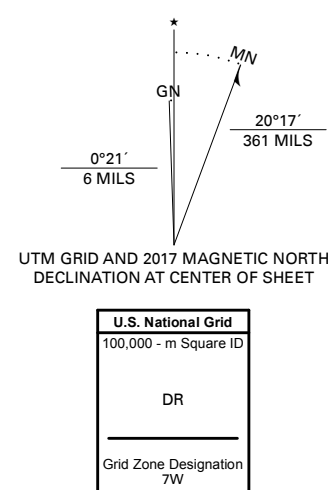 ★
MN
GN
20°17´
361 MILS
0°21´
6 MILS
UTM GRID AND 2017 MAGNETIC NORTH
DECLINATION AT CENTER OF SHEET
U.S. National Grid
100,000 - m Square ID
DR
Grid Zone Designation
7W